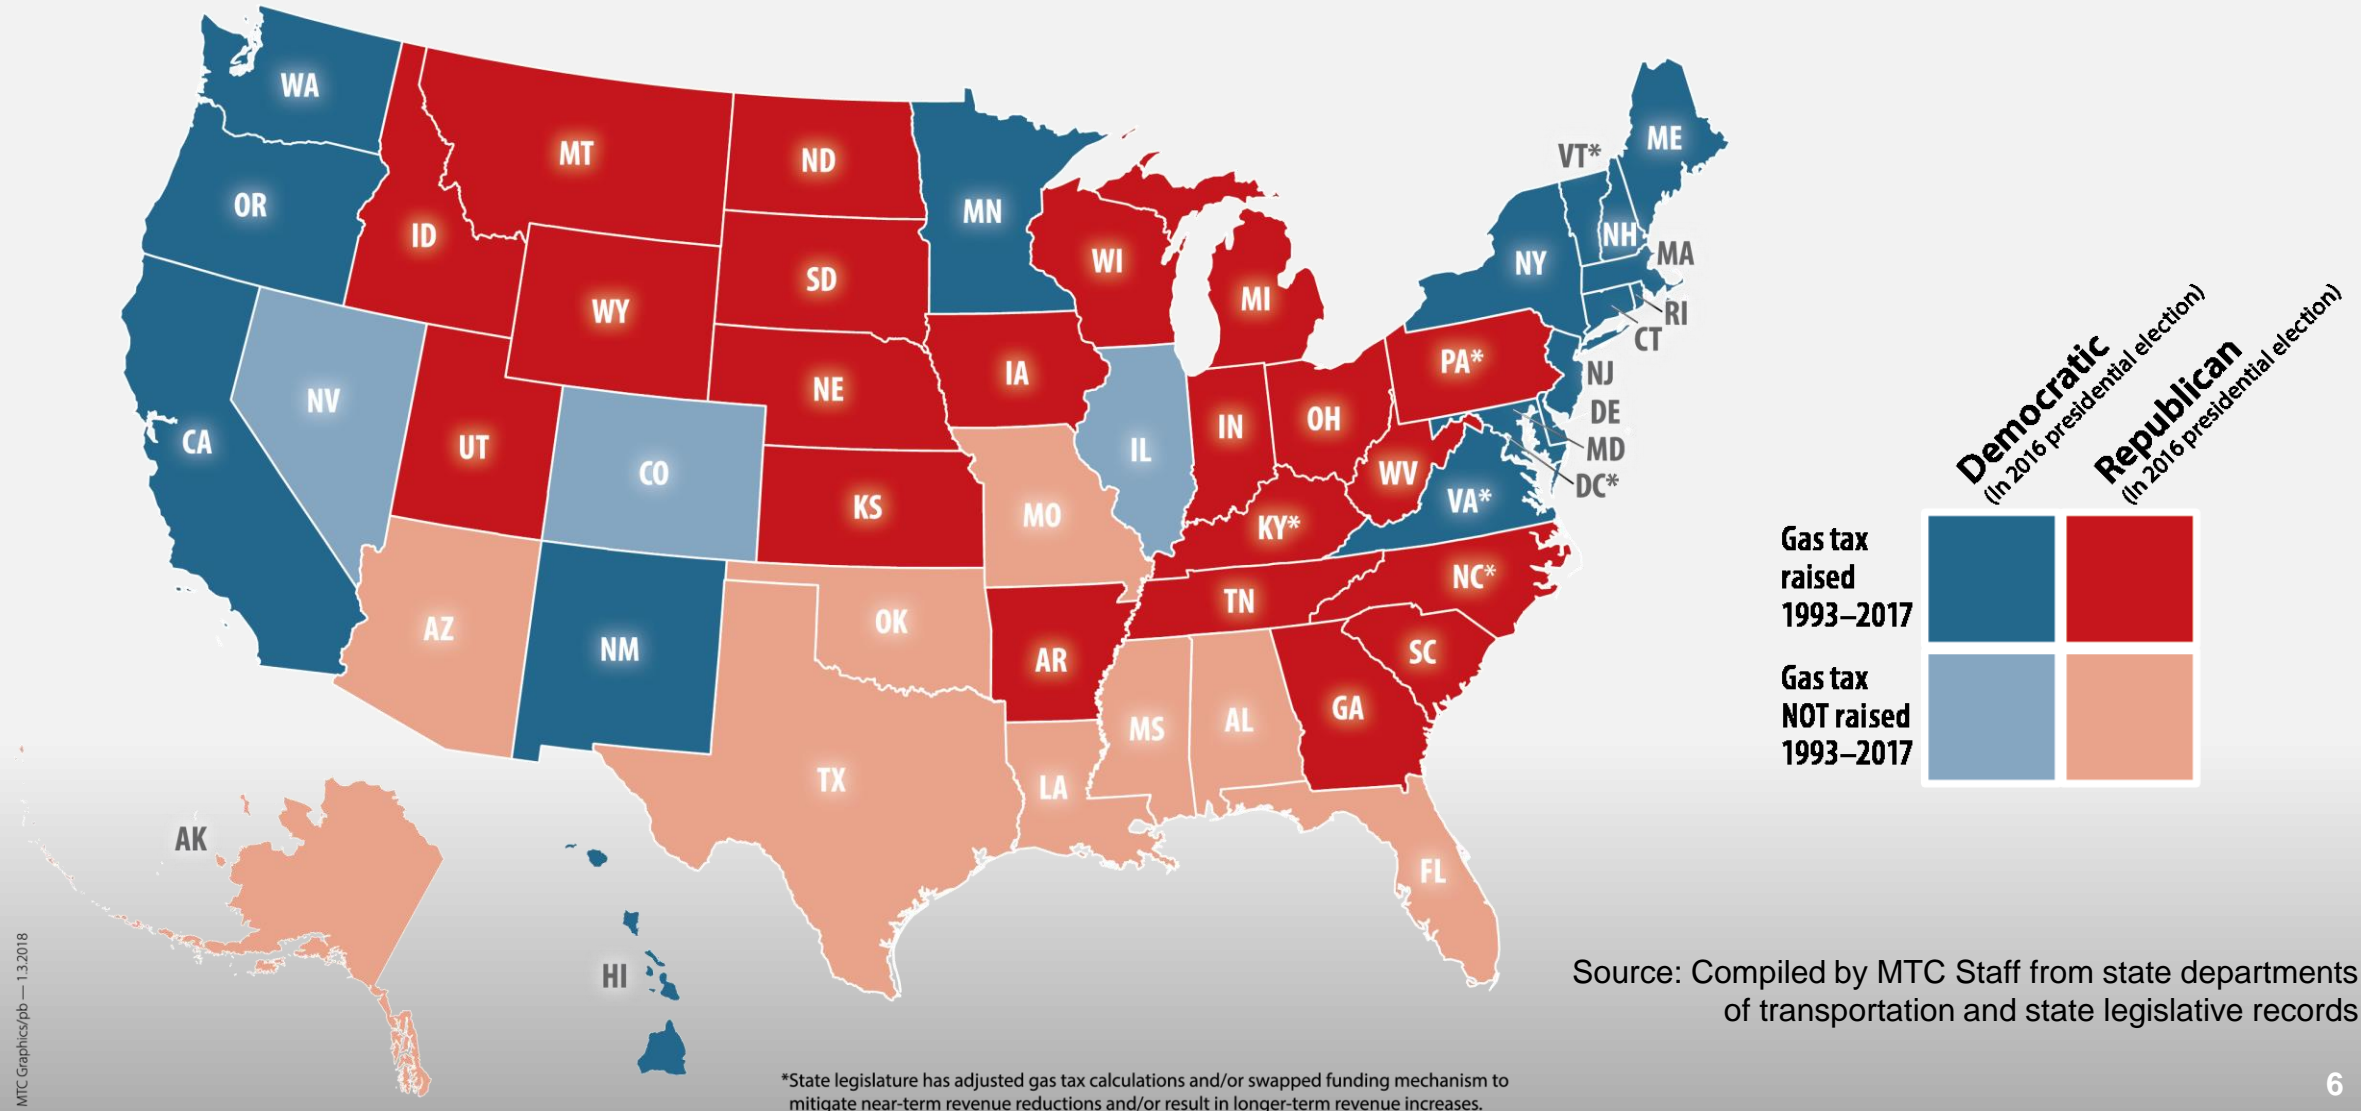 WA
MT
ND
MN
VT*
ME
OR
ID
SD
WI
NY
NH
MA
WY
MI
RI
CT
NV
NE
IA
PA*
NJ
DE
CA
UT
CO
IL
IN
OH
MD
DC*
KS
MO
WV
VA*
KY*
AZ
NM
OK
AR
TN
NC*
SC
TX
LA
MS
AL
GA
FL
AK
HI
Democratic
(In 2016 presidential election)
Republican
(In 2016 presidential election)
Gas tax
raised
1993–2017
Gas tax
NOT raised
1993–2017
Source: Compiled by MTC Staff from state departments
of transportation and state legislative records
*State legislature has adjusted gas tax calculations and/or swapped funding mechanism to
mitigate near-term revenue reductions and/or result in longer-term revenue increases.
MTC Graphics/pb — 1.3.2018
6